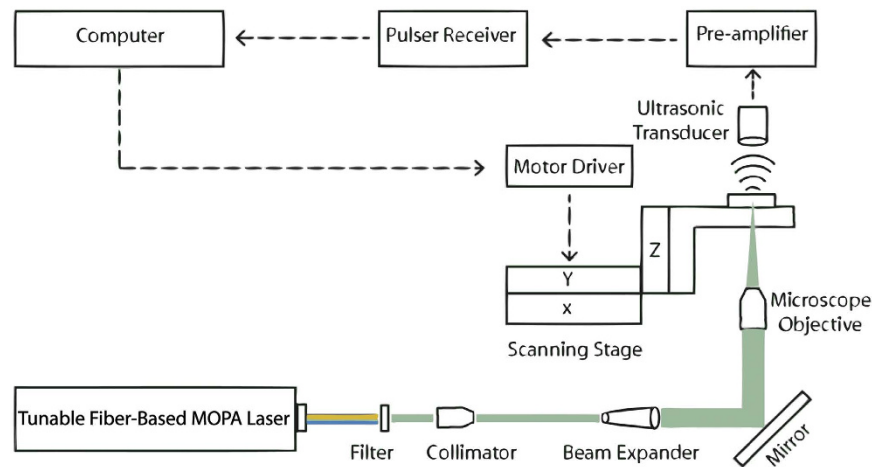 Computer
Pulser Receiver
Pre-amplifier
Ultrasonic
Transducer
Motor Driver
Z
Y
X
Scanning Stage
Microscope
Objective
Tunable Fiber-Based MOPA Laser
Filter
Collimator
Beam Expander
Mirror